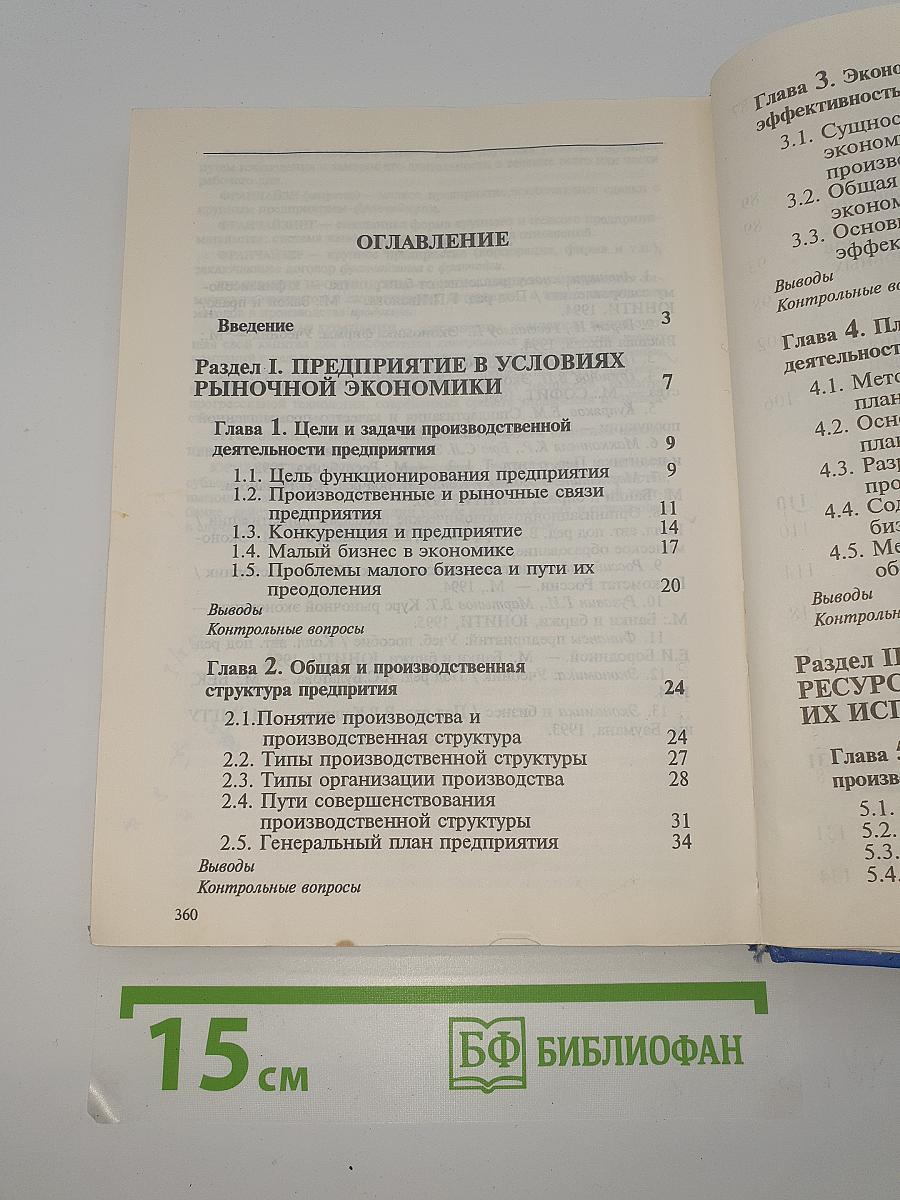 ОГЛАВЛЕНИЕ
Введение 3
Раздел I. ПРЕДПРИЯТИЕ В УСЛОВИЯХ
РЫНОЧНОЙ ЭКОНОМИКИ 7
Глава 1. Цели и задачи производственной
деятельности предприятия 9
1.1. Цель функционирования предприятия 9
1.2. Производственные и рыночные связи
предприятия 11
1.3. Конкуренция и предприятие 14
1.4. Малый бизнес в экономике 17
1.5. Проблемы малого бизнеса и пути их
преодоления 20
Выводы
Контрольные вопросы
Глава 2. Общая и производственная
структура предпрития 24
2.1.Понятие производства и
производственная структура 24
2.2. Типы производственной структуры 27
2.3. Типы организации производства 28
2.4. Пути совершенствования
производственной структуры 31
2.5. Генеральный план предприятия 34
Выводы
Контрольные вопросы
360
Глава 3. Эконо
эффективность
3.1. Сущнос
эконом
произво
3.2. Общая
эконом
3.3. Основн
эффек
Выводы
Контрольные во
Глава 4. Пл
деятельност
4.1. Мето
план
4.2. Осно
план
4.3. Разр
про
4.4. Сод
биз
4.5. Ме
об
Выводы
Контрольн
Раздел II
РЕСУРС
ИХ ИСП
Глава
произв
5.1.
5.2.
5.3.
5.4.
15 см
БФ БИБЛИОФАН